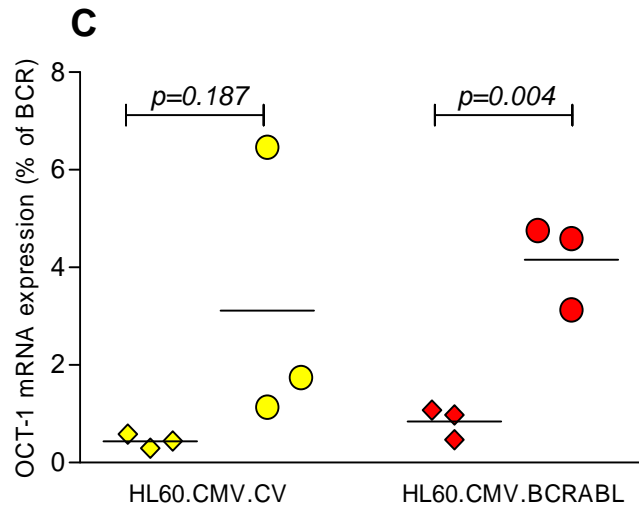 C
8
p=0.187
p=0.004
6
4
2
0
OCT-1 mRNA expression (% of BCR)
HL60.CMV.CV
HL60.CMV.BCRABL